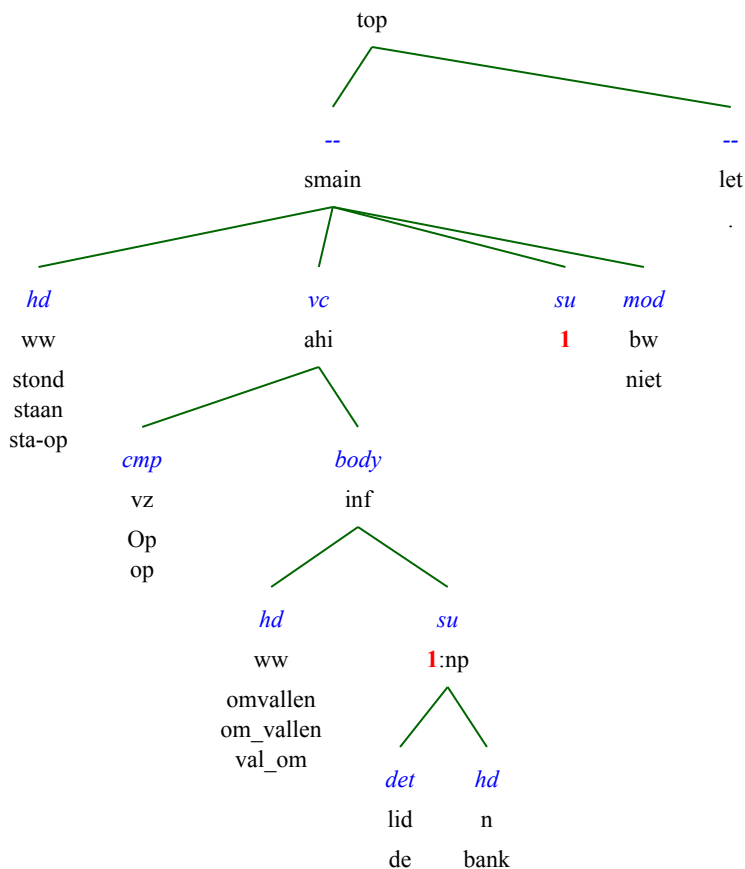 top
-- --
smain let
.
hd vc su mod
ww ahi 1 bw
stond niet
staan
sta-op
cmp body
vz inf
Op
op
hd su
ww 1:np
omvallen
om_vallen
val_om
det hd
lid n
de bank